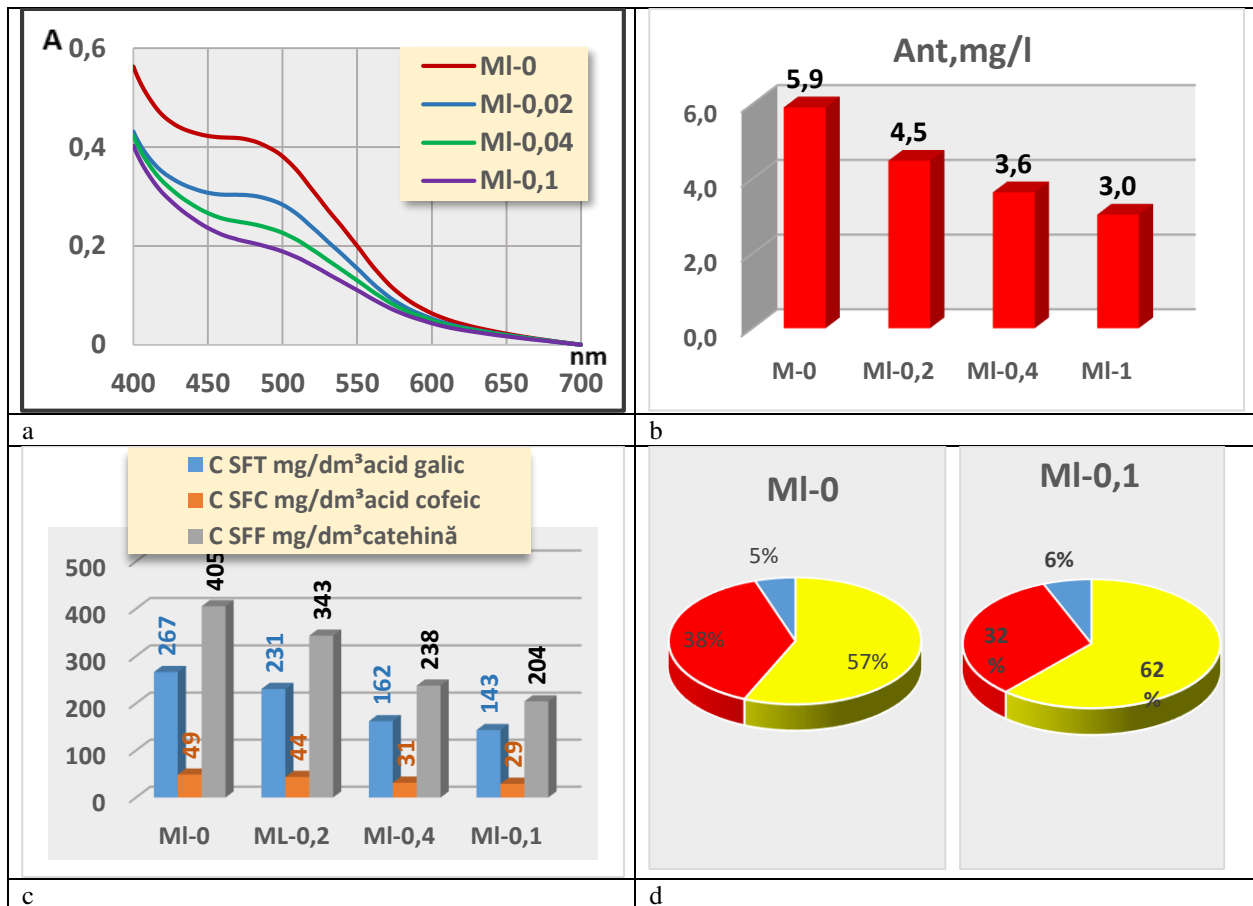 A
0,6
0,4
0,2
0
400 450 500 550 600 650 700
nm
Ml-0
Ml-0,02
Ml-0,04
Ml-0,1
a
Ant,mg/l
6,0
4,0
2,0
0,0
5,9
4,5
3,6
3,0
M-0 Ml-0,2 Ml-0,4 Ml-1
b
C SFT mg/dm³acid galic
C SFC mg/dm³acid cofeic
C SFF mg/dm³catehină
500
400
300
200
100
0
267 49 405
231 44 343
162 31 238
143 29 204
Ml-0 ML-0,2 Ml-0,4 Ml-0,1
c
Ml-0
5%
38%
57%
Ml-0,1
6%
32
%
62
%
d